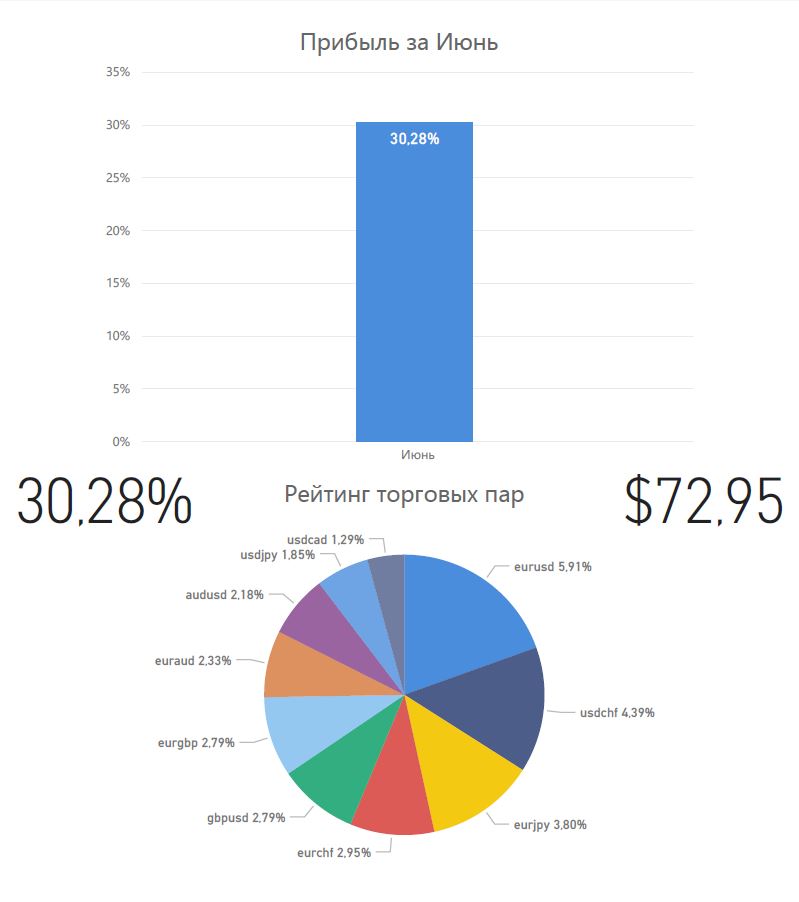 Прибыль за Июнь
35%
30%
30,28%
25%
20%
15%
10%
5%
0%
Июнь
30,28%
Рейтинг торговых пар
$72,95
usdcad 1,29%
usdjpy 1,85%
eurusd 5,91%
audusd 2,18%
euraud 2,33%
usdchf 4,39%
eurgbp 2,79%
gbpusd 2,79%
eurjpy 3,80%
eurchf 2,95%